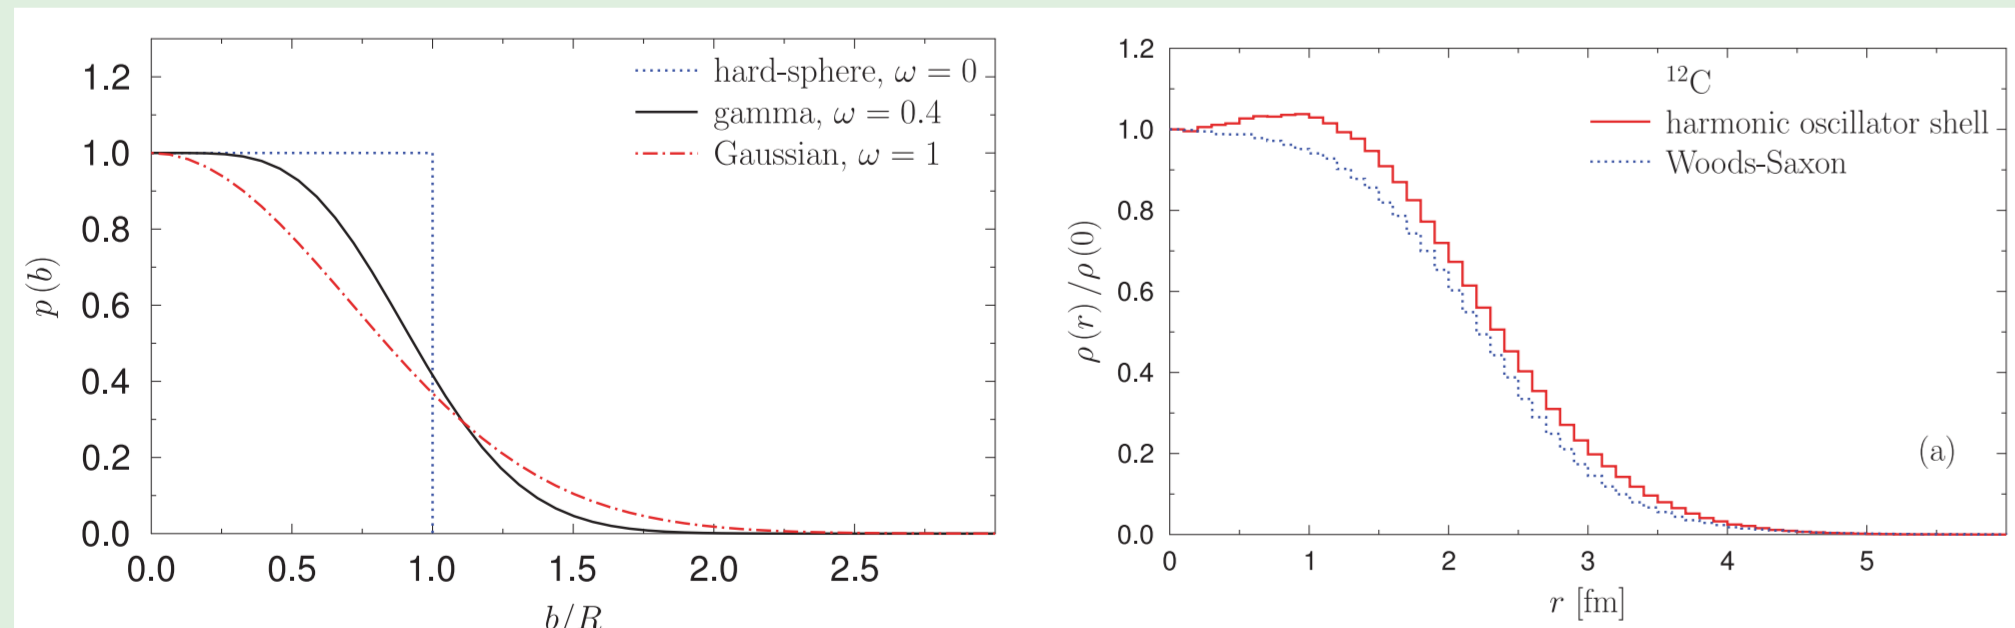 1.2
1.0
0.8
0.6
0.4
0.2
0.0
p(b)
hard-sphere, ω = 0
gamma, ω = 0.4
Gaussian, ω = 1
0.0 0.5 1.0 1.5 2.0 2.5
b/R
1.2
1.0
0.8
0.6
0.4
0.2
0.0
ρ(r)/ρ(0)
¹²C
harmonic oscillator shell
Woods-Saxon
(a)
0 1 2 3 4 5
r [fm]